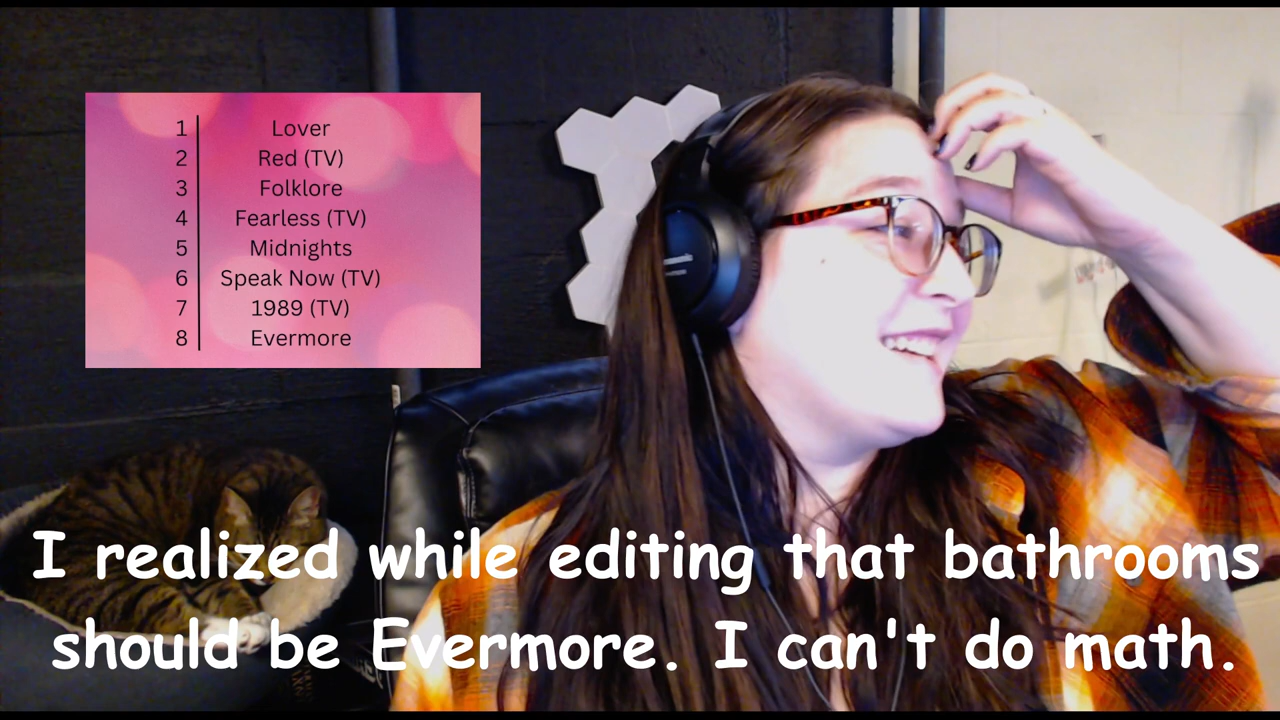 1 Lover
2 Red (TV)
3 Folklore
4 Fearless (TV)
5 Midnights
6 Speak Now (TV)
7 1989 (TV)
8 Evermore
I realized while editing that bathrooms
should be Evermore. I can't do math.